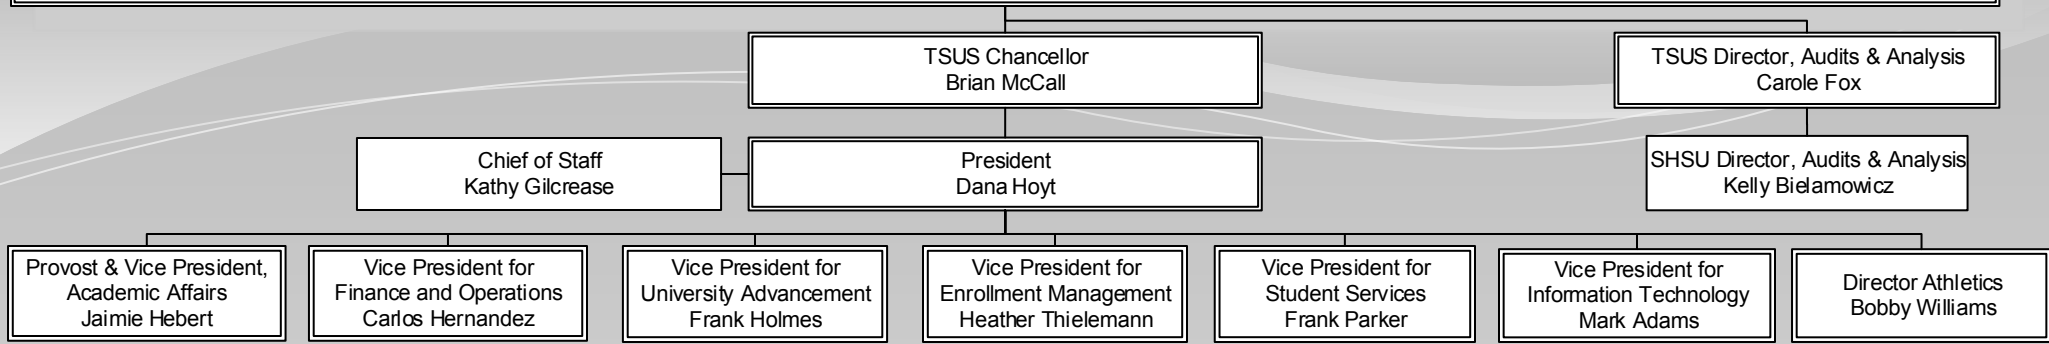 TSUS Chancellor
Brian McCall
TSUS Director, Audits & Analysis
Carole Fox
Chief of Staff
Kathy Gilcrease
President
Dana Hoyt
SHSU Director, Audits & Analysis
Kelly Bielamowicz
Provost & Vice President,
Academic Affairs
Jaimie Hebert
Vice President for
Finance and Operations
Carlos Hernandez
Vice President for
University Advancement
Frank Holmes
Vice President for
Enrollment Management
Heather Thielemann
Vice President for
Student Services
Frank Parker
Vice President for
Information Technology
Mark Adams
Director Athletics
Bobby Williams